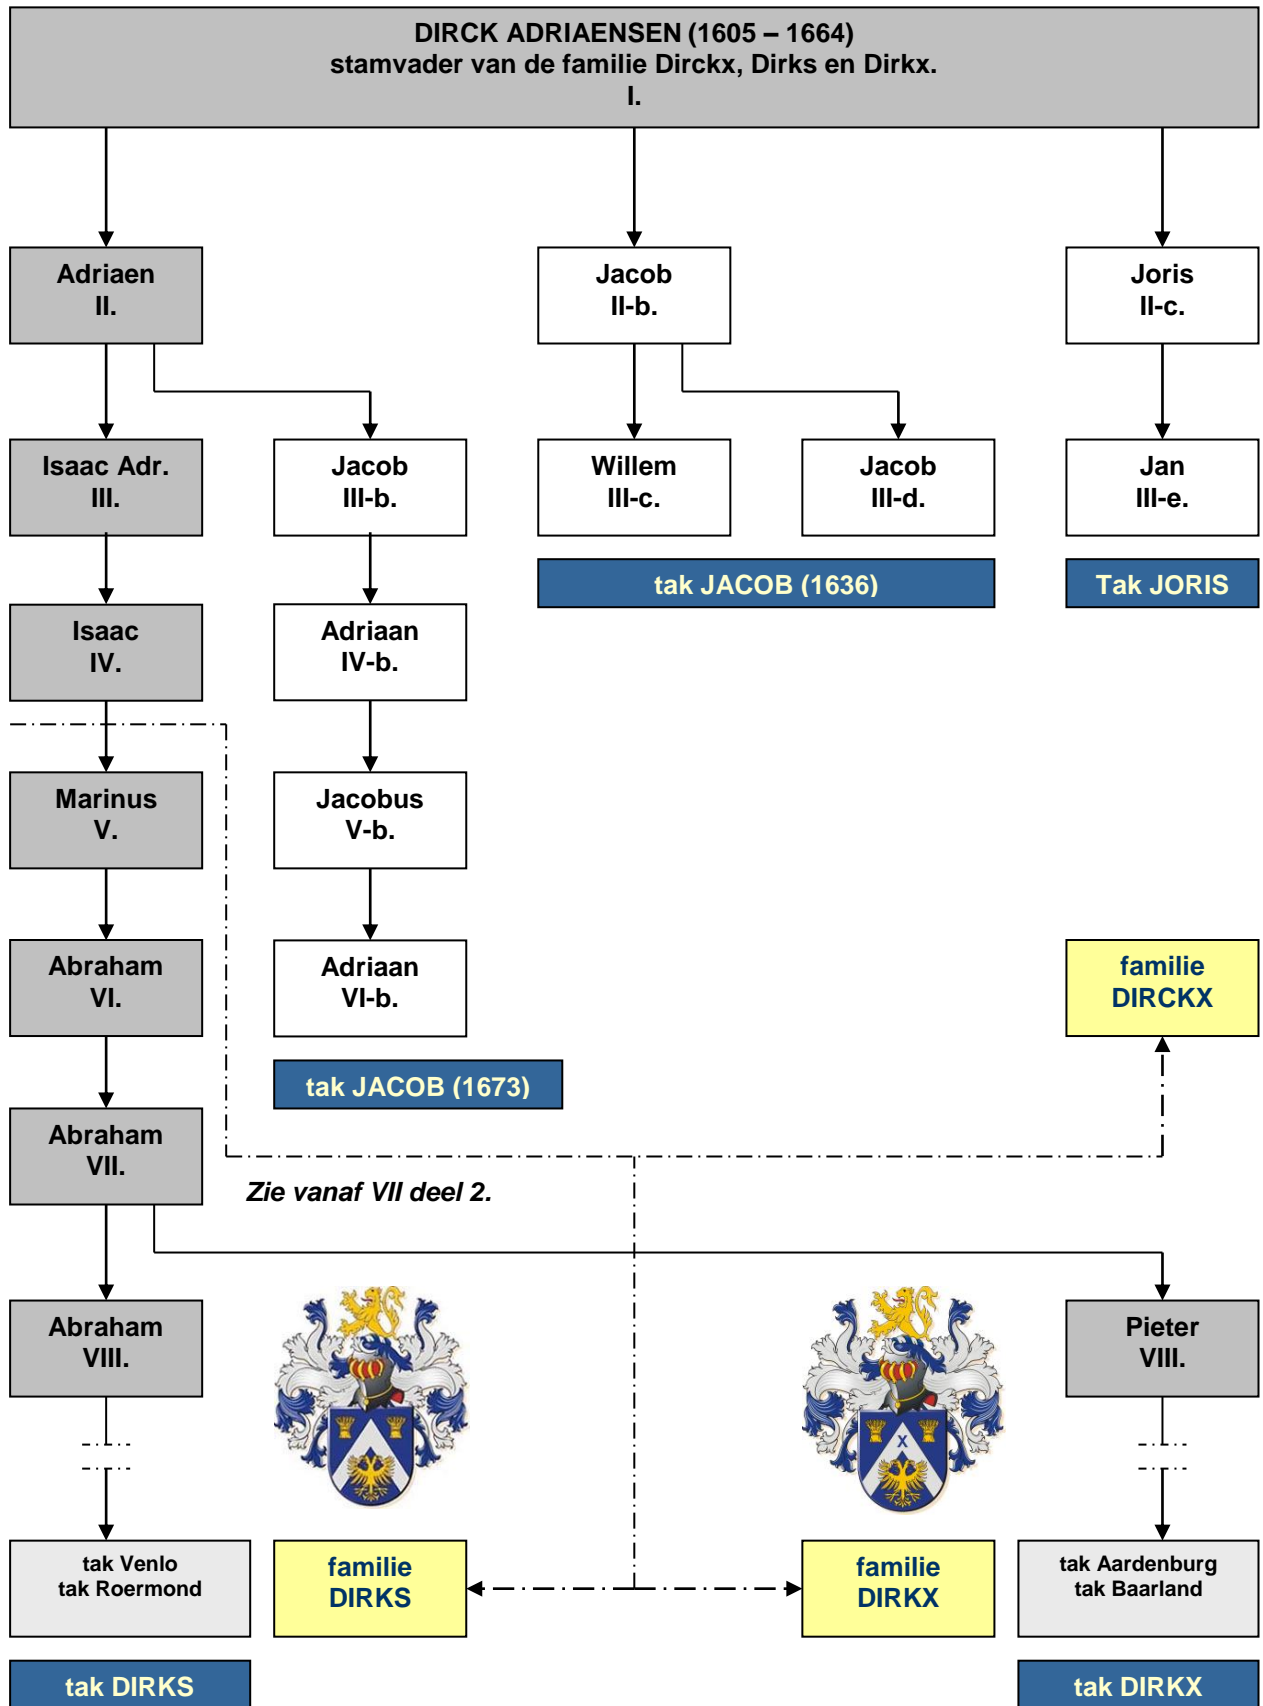 DIRCK ADRIAENSEN (1605 – 1664)
stamvader van de familie Dirckx, Dirks en Dirkx.
I.
Adriaen
II.
Jacob
II-b.
Joris
II-c.
Isaac Adr.
III.
Jacob
III-b.
Willem
III-c.
Jacob
III-d.
Jan
III-e.
tak JACOB (1636)
Tak JORIS
Isaac
IV.
Adriaan
IV-b.
Marinus
V.
Jacobus
V-b.
Abraham
VI.
Adriaan
VI-b.
familie
DIRCKX
tak JACOB (1673)
Abraham
VII.
Zie vanaf VII deel 2.
Abraham
VIII.
Pieter
VIII.
X
tak Venlo
tak Roermond
familie
DIRKS
familie
DIRKX
tak Aardenburg
tak Baarland
tak DIRKS
tak DIRKX